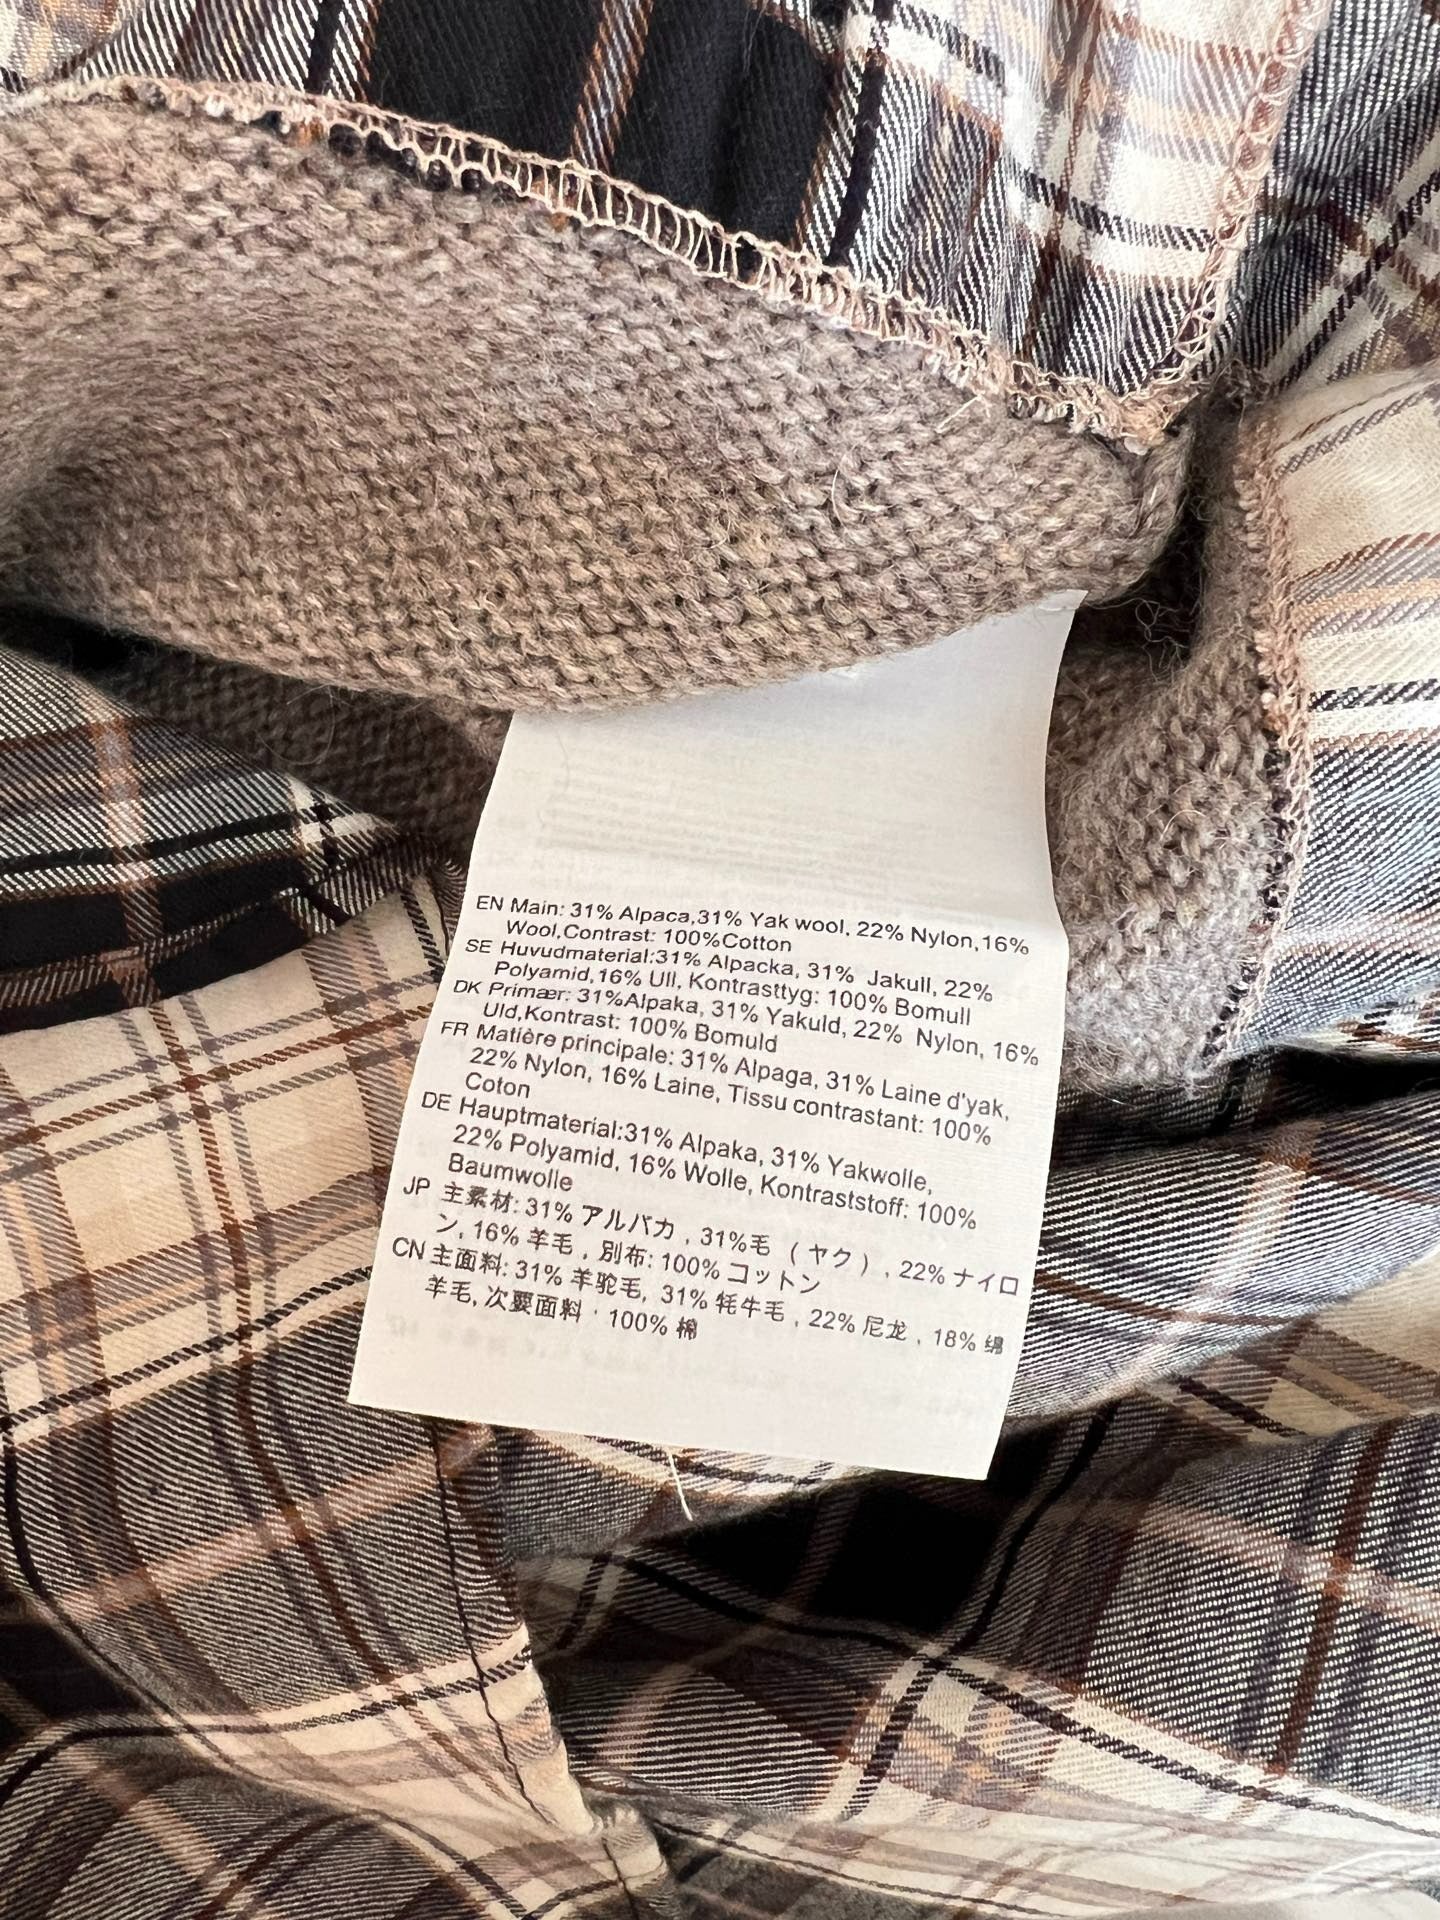 EN Main: 31% Alpaca,31% Yak wool, 22% Nylon,16%
Wool,Contrast: 100%Cotton
SE Huvudmaterial:31% Alpacka, 31% Jakull, 22%
Polyamid,16% Ull, Kontrasttyg: 100% Bomull
DK Primær: 31%Alpaka, 31% Yakuld, 22% Nylon, 16%
Uld,Kontrast: 100% Bomuld
FR Matière principale: 31% Alpaga, 31% Laine d'yak,
22% Nylon, 16% Laine, Tissu contrastant: 100%
Coton
DE Hauptmaterial:31% Alpaka, 31% Yakwolle,
22% Polyamid, 16% Wolle, Kontraststoff: 100%
Baumwolle
JP 主素材: 31% アルバカ , 31%毛 (ヤク) , 22% ナイロ
ン, 16% 羊毛 , 別布: 100% コットン
CN 主面料: 31% 羊驼毛, 31% 牦牛毛 , 22% 尼龙 , 18% 绵
羊毛, 次要面料 : 100% 棉